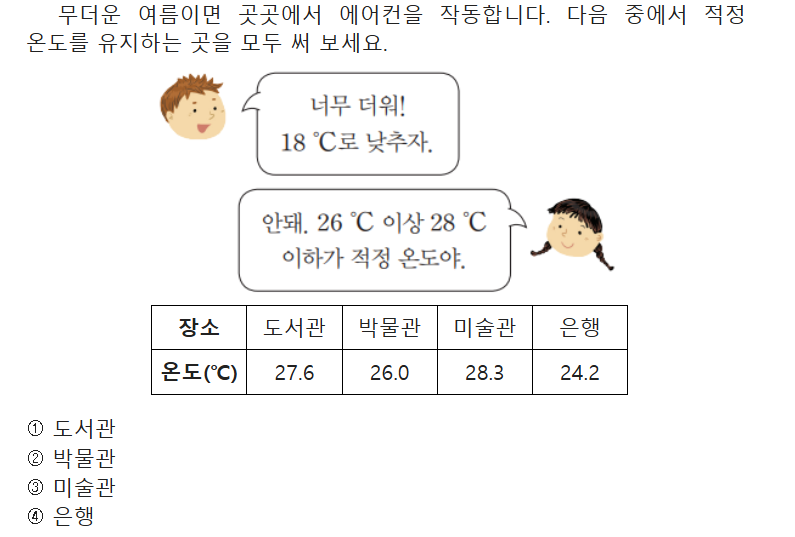 무더운 여름이면 곳곳에서 에어컨을 작동합니다. 다음 중에서 적정
온도를 유지하는 곳을 모두 써 보세요.
너무 더워!
18 ℃로 낮추자.
안돼. 26 ℃ 이상 28 ℃
이하가 적정 온도야.
장소 도서관 박물관 미술관 은행
온도(℃) 27.6 26.0 28.3 24.2
① 도서관
② 박물관
③ 미술관
④ 은행